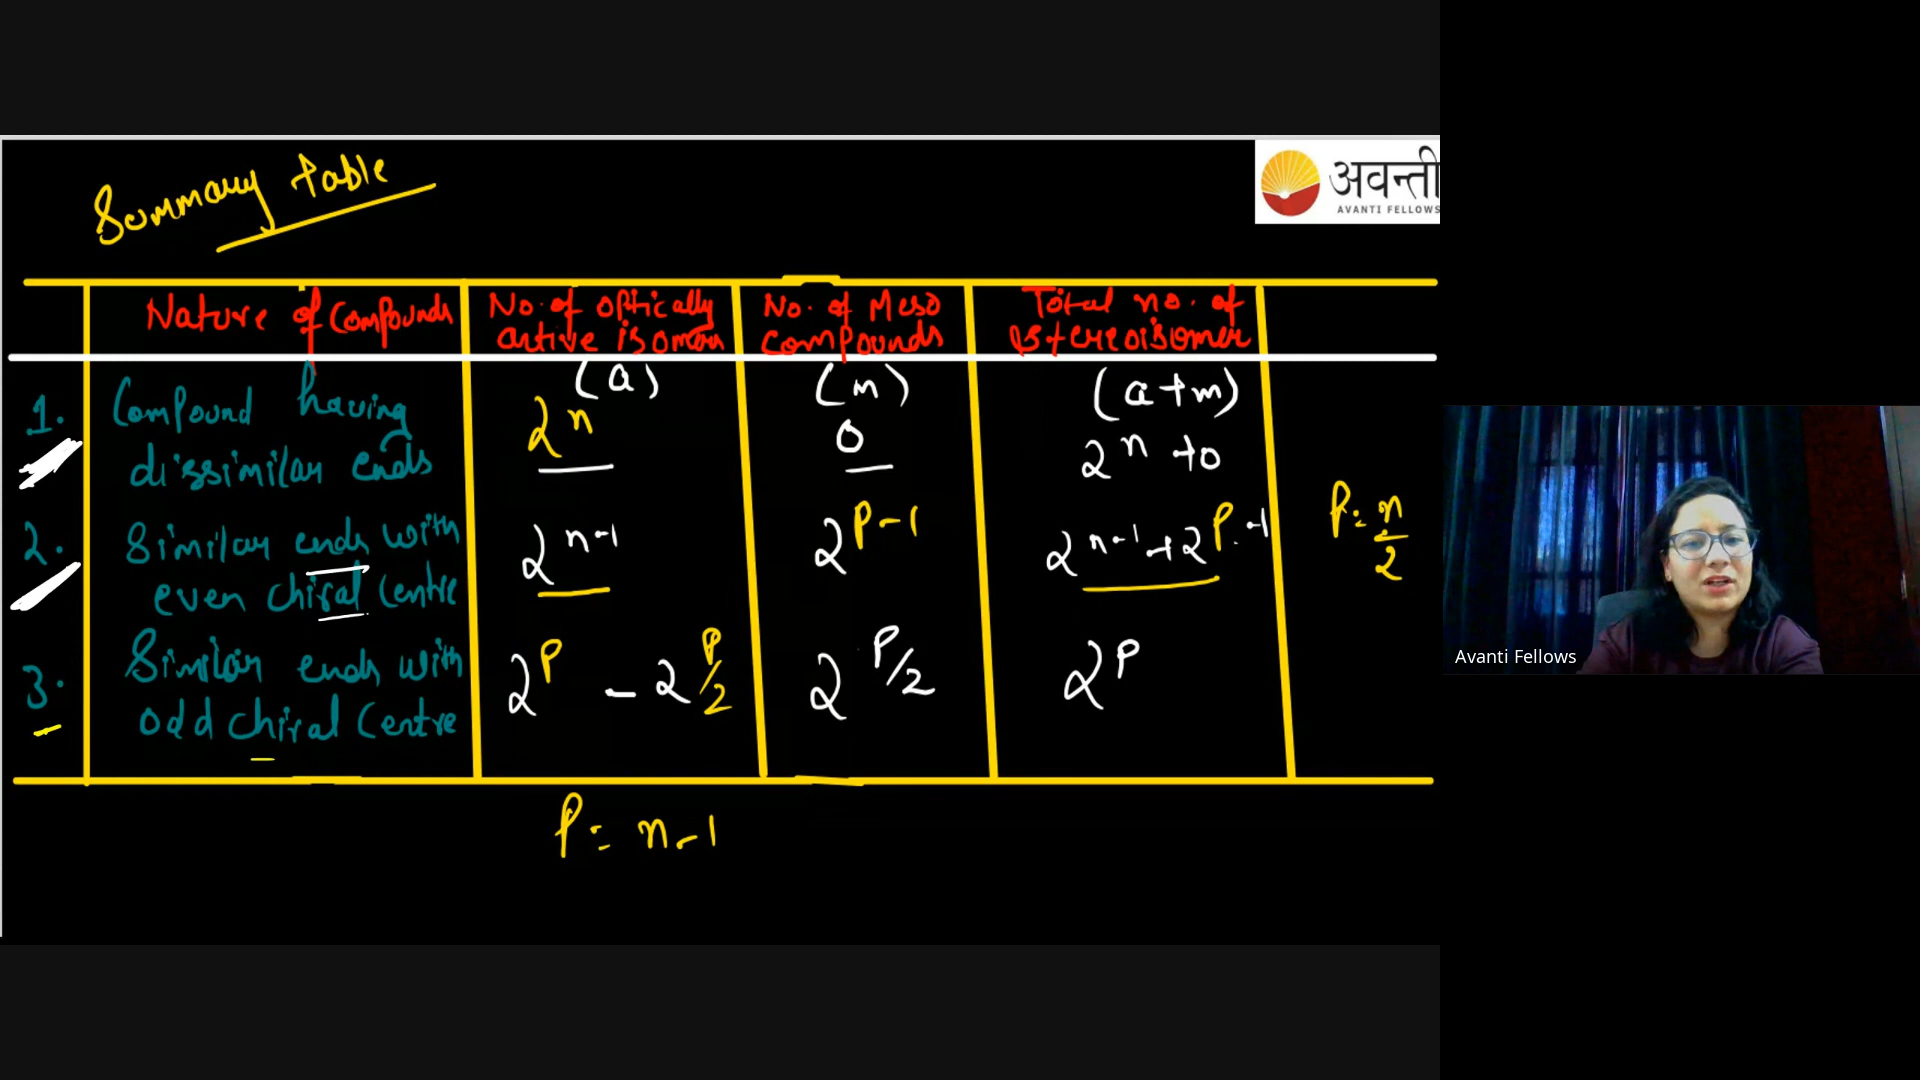 Summary table
अवन्ती
AVANTI FELLOWS
Nature of Compounds
No. of optically active isomers
No. of Meso compounds
Total no. of stereoisomer
(a)
(m)
(a+m)
1. Compound having dissimilar ends
2^n
0
2^n +0
2. Similar ends with even chiral Centre
2^n-1
2^P-1
2^n-1 + 2^P-1
P = n/2
3. Similar ends with odd chiral Centre
2^P - 2^P/2
2^P/2
2^P
P = n-1
Avanti Fellows